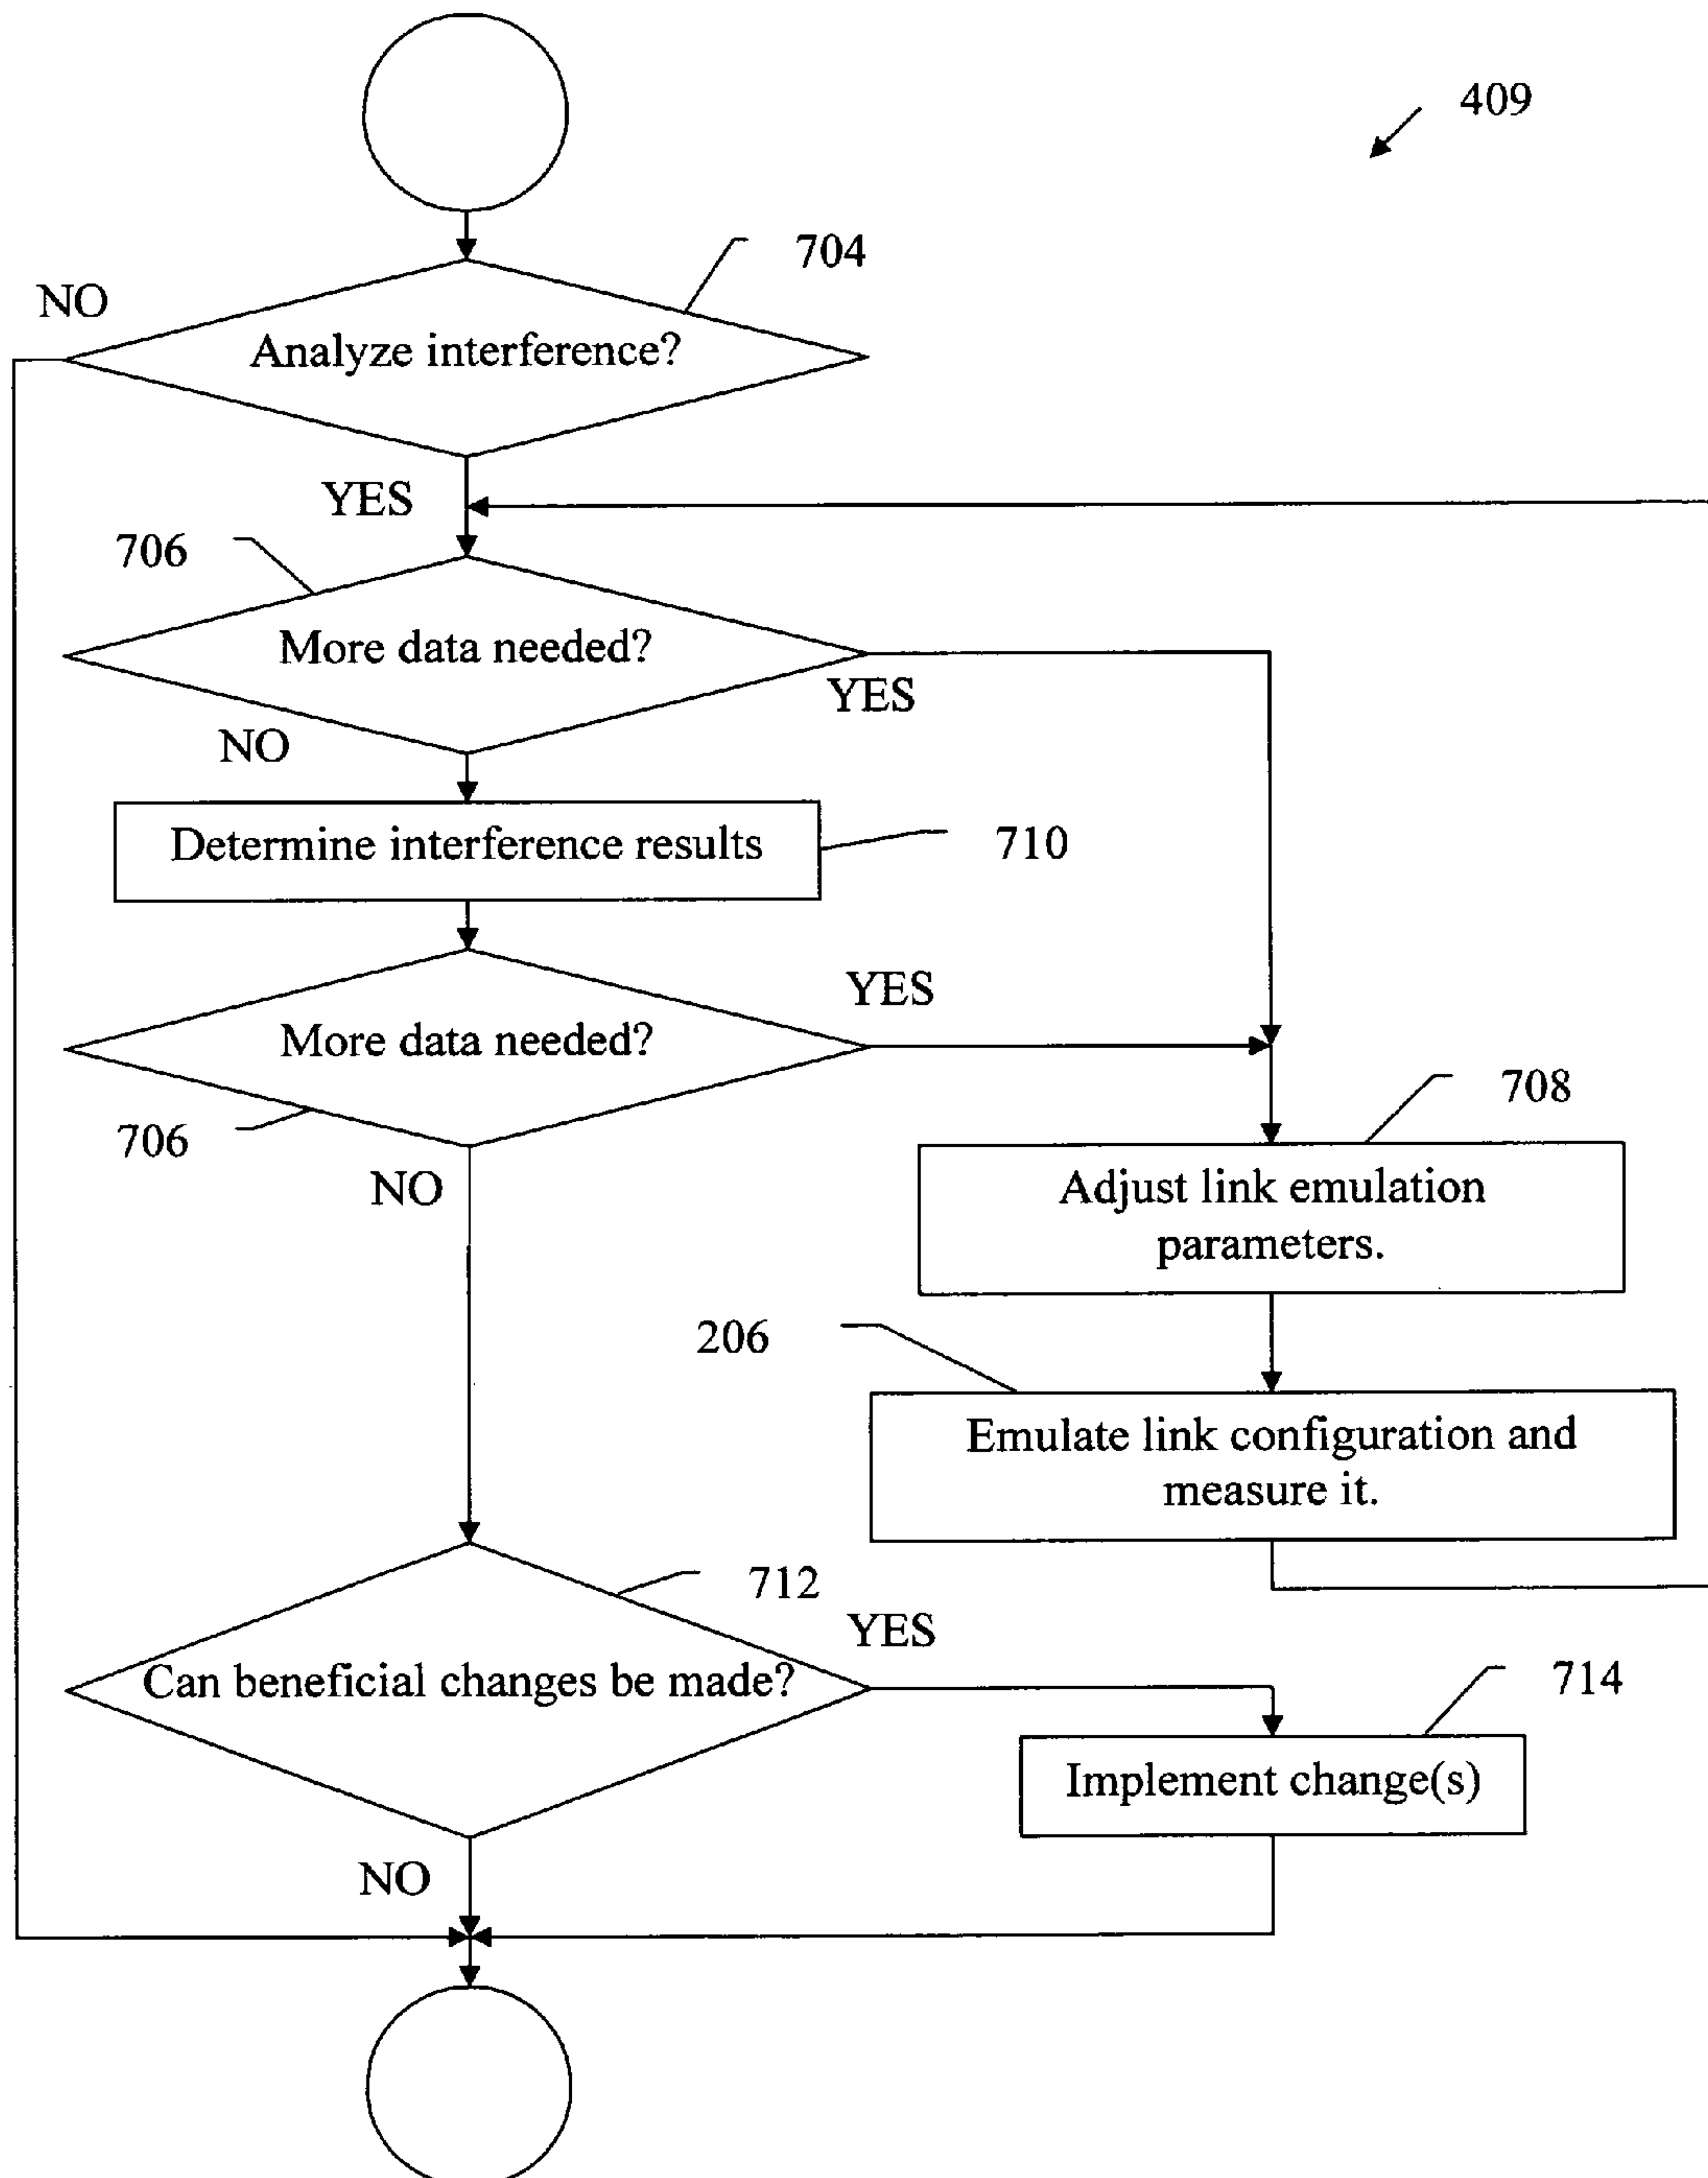 409
704
NO
Analyze interference?
YES
706
More data needed?
YES
NO
Determine interference results
710
YES
More data needed?
706
NO
708
Adjust link emulation
parameters.
206
Emulate link configuration and
measure it.
712
YES
Can beneficial changes be made?
714
Implement change(s)
NO